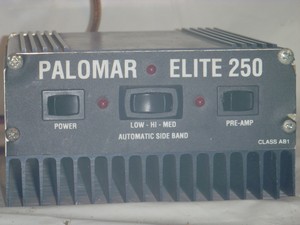 PALOMAR ELITE 250
POWER LOW - HI - MED PRE-AMP
AUTOMATIC SIDE BAND
CLASS AB1